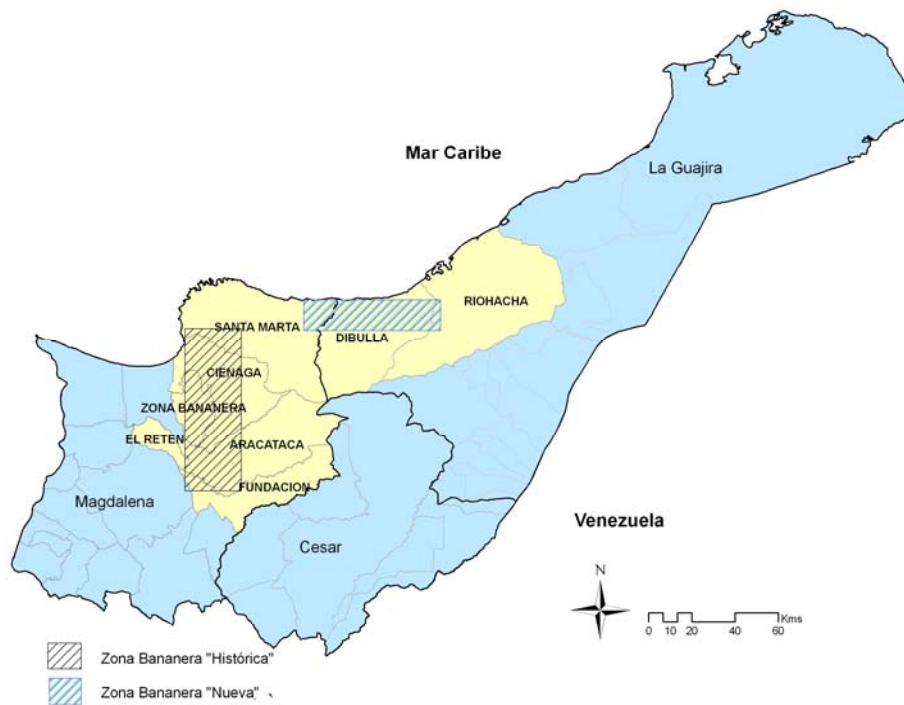 Mar Caribe
La Guajira
RIOHACHA
SANTA MARTA
DIBULLA
CIENAGA
ZONA BANANERA
EL RETEN
ARACATACA
FUNDACION
Magdalena
Cesar
Venezuela
N
Kms
0 10 20 40 60
Zona Bananera "Histórica"
Zona Bananera "Nueva"